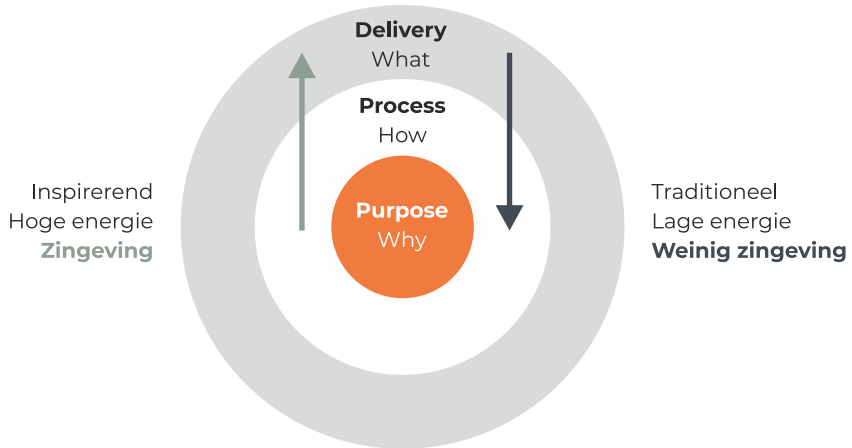 Delivery
What
Process
How
Purpose
Why
Inspirerend
Hoge energie
Zingeving
Traditioneel
Lage energie
Weinig zingeving